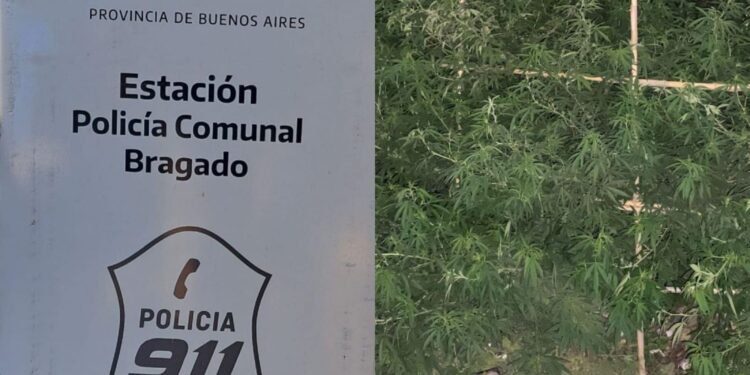 PROVINCIA DE BUENOS AIRES
Estación
Policía Comunal
Bragado
POLICIA
911